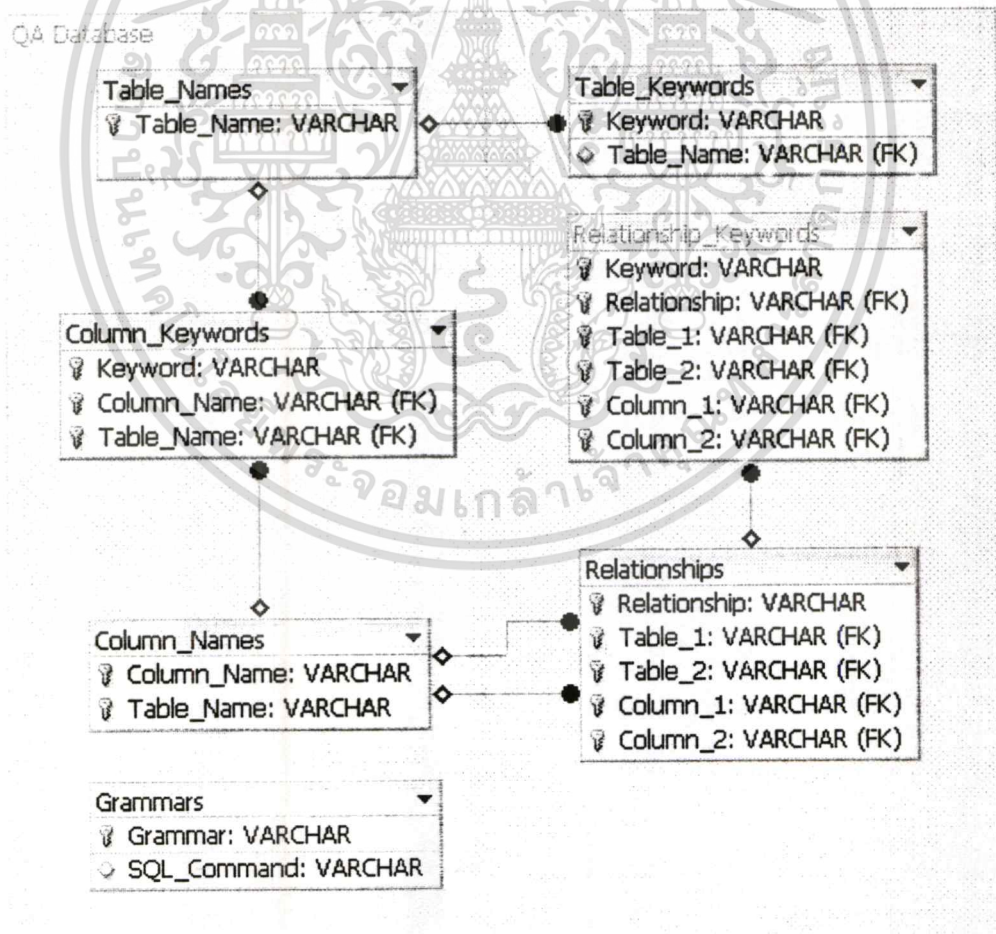 QA Database
Table_Names
Table_Name: VARCHAR
Table_Keywords
Keyword: VARCHAR
Table_Name: VARCHAR (FK)
Relationship_Keywords
Keyword: VARCHAR
Relationship: VARCHAR (FK)
Table_1: VARCHAR (FK)
Table_2: VARCHAR (FK)
Column_1: VARCHAR (FK)
Column_2: VARCHAR (FK)
Column_Keywords
Keyword: VARCHAR
Column_Name: VARCHAR (FK)
Table_Name: VARCHAR (FK)
Relationships
Relationship: VARCHAR
Table_1: VARCHAR (FK)
Table_2: VARCHAR (FK)
Column_1: VARCHAR (FK)
Column_2: VARCHAR (FK)
Column_Names
Column_Name: VARCHAR
Table_Name: VARCHAR
Grammars
Grammar: VARCHAR
SQL_Command: VARCHAR